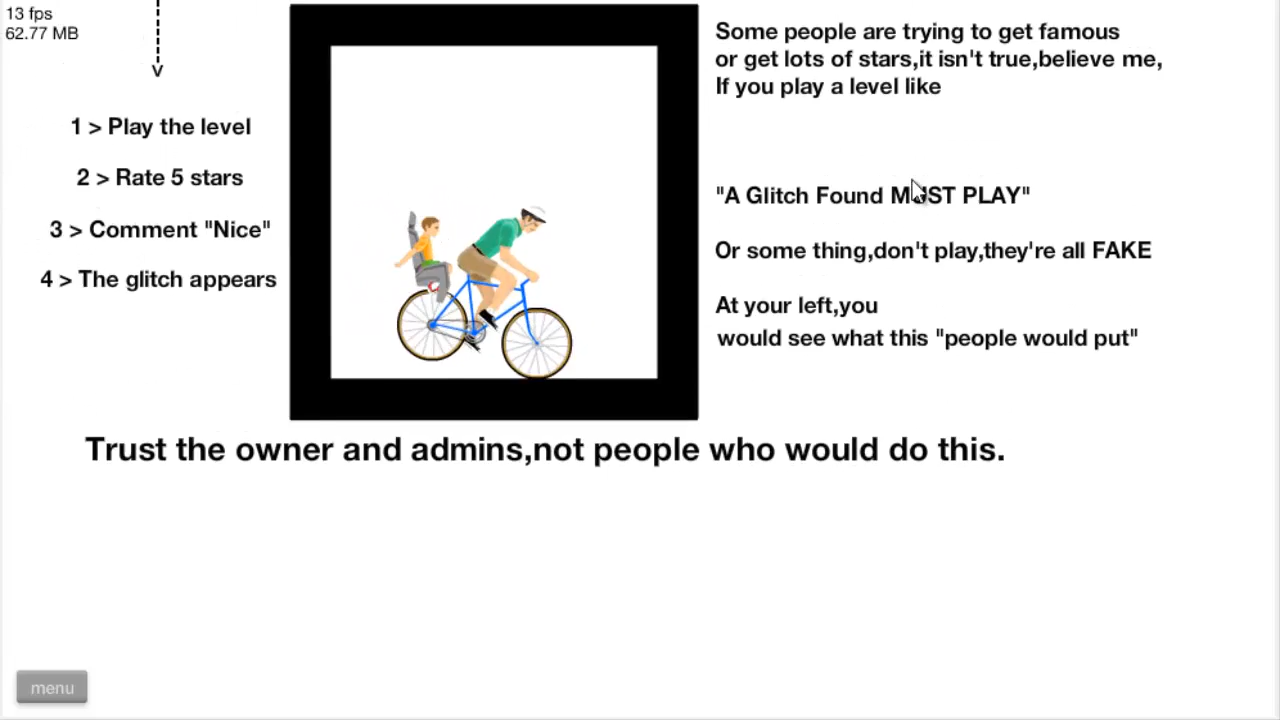 13 fps
62.77 MB
v
1 > Play the level
2 > Rate 5 stars
3 > Comment "Nice"
4 > The glitch appears
Some people are trying to get famous
or get lots of stars,it isn't true,believe me,
If you play a level like
"A Glitch Found MUST PLAY"
Or some thing,don't play,they're all FAKE
At your left,you
would see what this "people would put"
Trust the owner and admins,not people who would do this.
menu